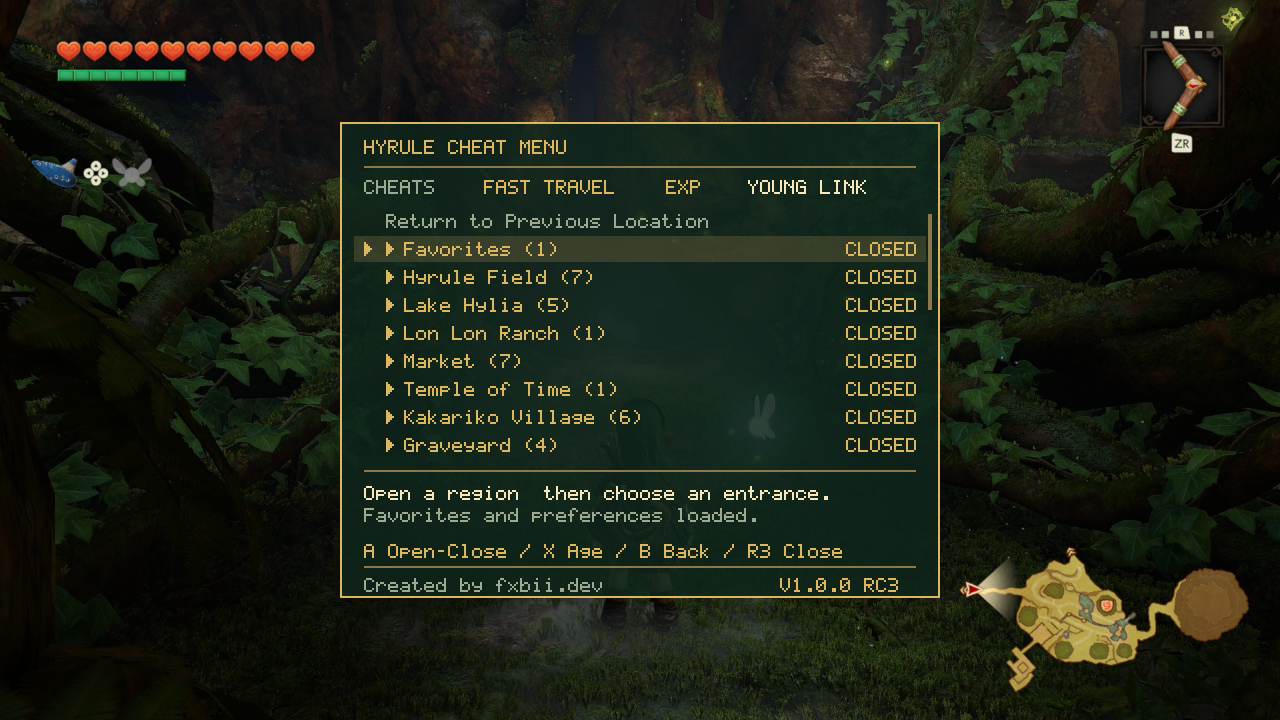 R
ZR
HYRULE CHEAT MENU
CHEATS FAST TRAVEL EXP YOUNG LINK
Return to Previous Location
Favorites (1) CLOSED
Hyrule Field (7) CLOSED
Lake Hylia (5) CLOSED
Lon Lon Ranch (1) CLOSED
Market (7) CLOSED
Temple of Time (1) CLOSED
Kakariko Village (6) CLOSED
Graveyard (4) CLOSED
Open a region then choose an entrance.
Favorites and preferences loaded.
A Open-Close / X Age / B Back / R3 Close
Created by fxbii.dev V1.0.0 RC3